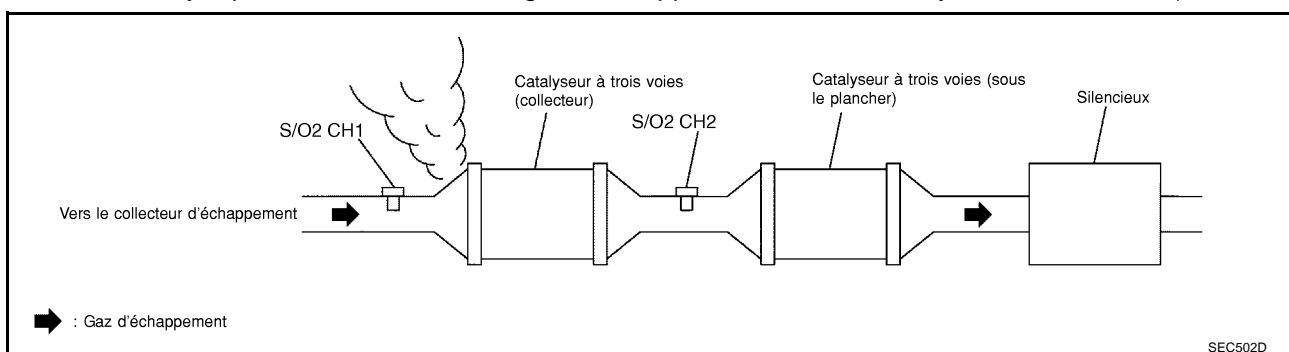 Catalyseur à trois voies
(collecteur)
Catalyseur à trois voies (sous
le plancher)
Silencieux
S/O2 CH1
S/O2 CH2
Vers le collecteur d'échappement
: Gaz d'échappement
SEC502D